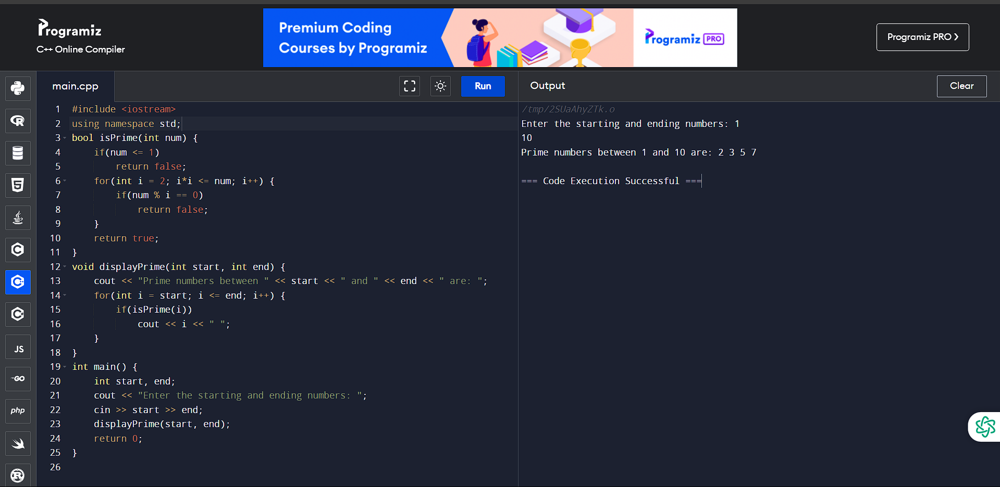 Programiz
C++ Online Compiler
Premium Coding
Courses by Programiz
Programiz PRO
Programiz PRO ❯
main.cpp
Run
Output
Clear
1 #include <iostream>
2 using namespace std;
3 bool isPrime(int num) {
4     if(num <= 1)
5         return false;
6     for(int i = 2; i*i <= num; i++) {
7         if(num % i == 0)
8             return false;
9     }
10     return true;
11 }
12 void displayPrime(int start, int end) {
13     cout << "Prime numbers between " << start << " and " << end << " are: ";
14     for(int i = start; i <= end; i++) {
15         if(isPrime(i))
16             cout << i << " ";
17     }
18 }
19 int main() {
20     int start, end;
21     cout << "Enter the starting and ending numbers: ";
22     cin >> start >> end;
23     displayPrime(start, end);
24     return 0;
25 }
26
/tmp/2SUaAhyZTk.o
Enter the starting and ending numbers: 1
10
Prime numbers between 1 and 10 are: 2 3 5 7
=== Code Execution Successful ===
R
5
C
C++
C#
JS
GO
php
R